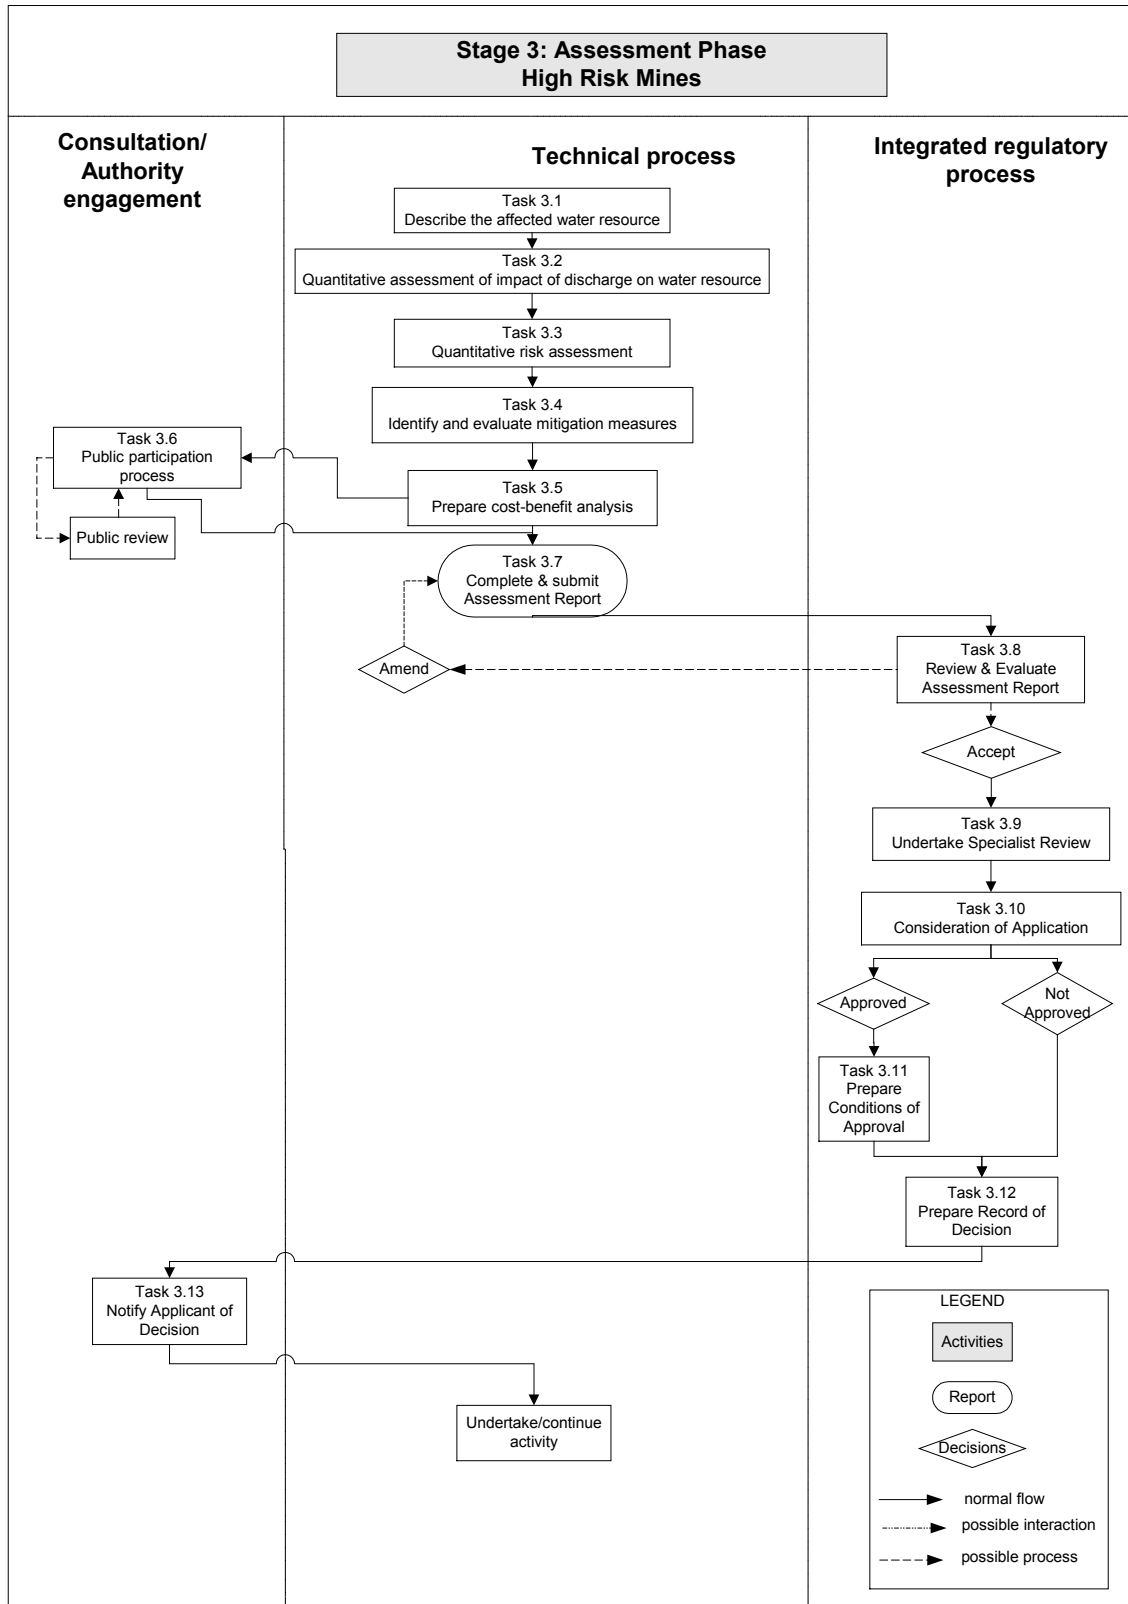 Stage 3: Assessment Phase
High Risk Mines
Consultation/
Authority
engagement
Technical process
Integrated regulatory
process
Task 3.1
Describe the affected water resource
Task 3.2
Quantitative assessment of impact of discharge on water resource
Task 3.3
Quantitative risk assessment
Task 3.4
Identify and evaluate mitigation measures
Task 3.6
Public participation
process
Task 3.5
Prepare cost-benefit analysis
Public review
Task 3.7
Complete & submit
Assessment Report
Amend
Task 3.8
Review & Evaluate
Assessment Report
Accept
Task 3.9
Undertake Specialist Review
Task 3.10
Consideration of Application
Approved
Not
Approved
Task 3.11
Prepare
Conditions of
Approval
Task 3.12
Prepare Record of
Decision
Task 3.13
Notify Applicant of
Decision
Undertake/continue
activity
LEGEND
Activities
Report
Decisions
normal flow
possible interaction
possible process